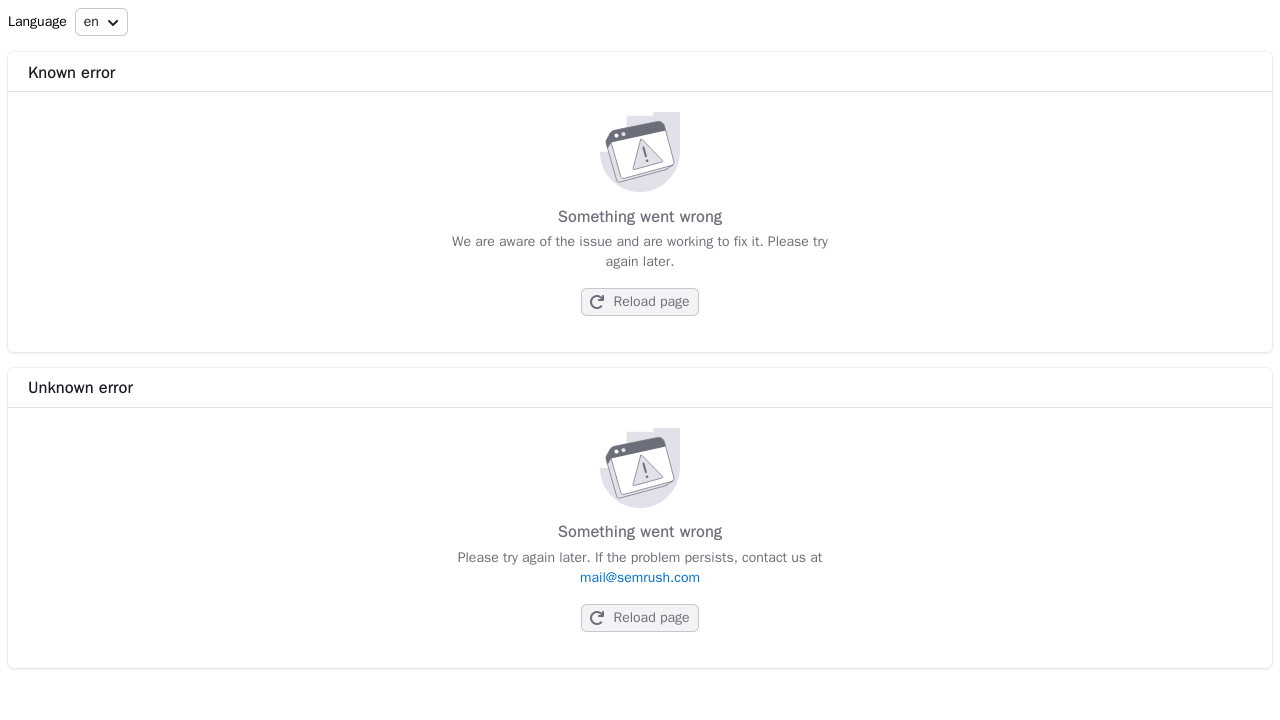 Language en
Known error
Something went wrong
We are aware of the issue and are working to fix it. Please try
again later.
Reload page
Unknown error
Something went wrong
Please try again later. If the problem persists, contact us at
mail@semrush.com
Reload page